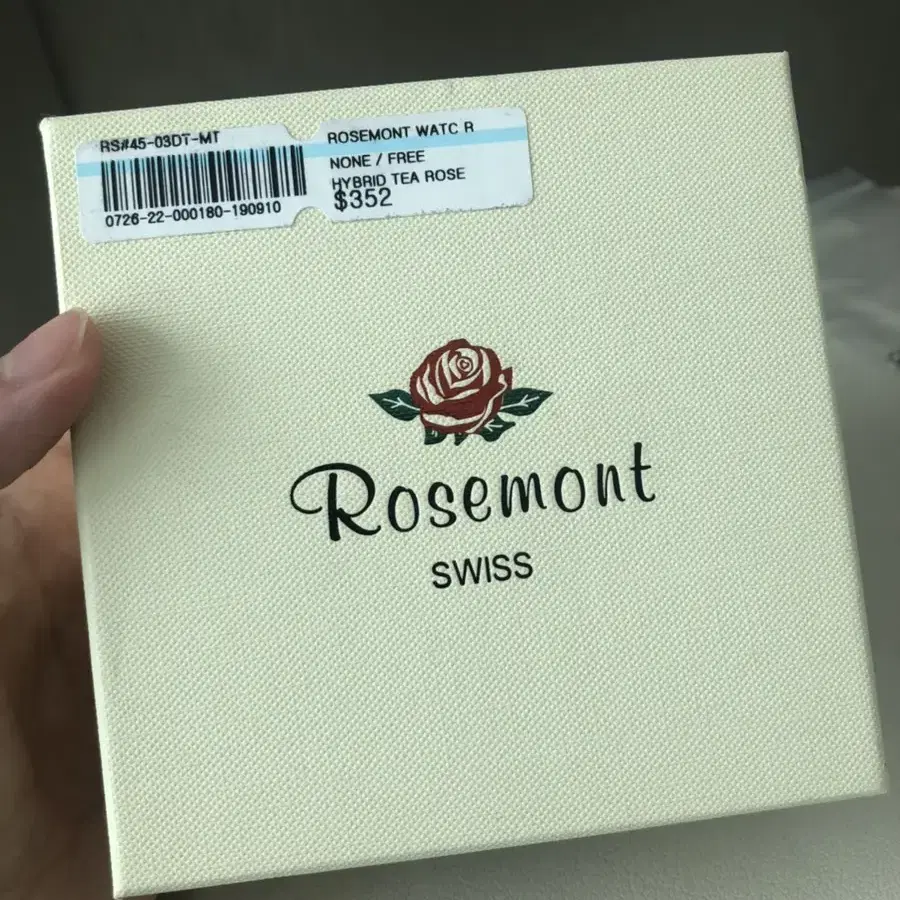 RS#45-03DT-MT
0726-22-000180-190910
ROSEMONT WATC R
NONE / FREE
HYBRID TEA ROSE
$352
Rosemont
SWISS